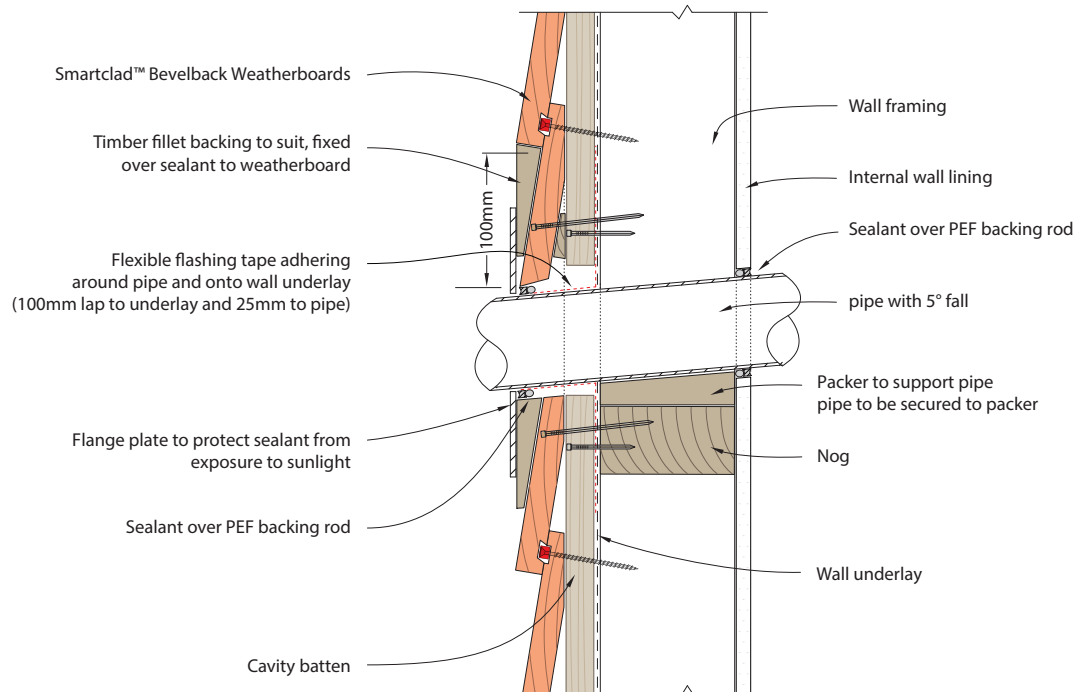 Smartclad™ Bevelback Weatherboards
Timber fillet backing to suit, fixed
over sealant to weatherboard
100mm
Flexible flashing tape adhering
around pipe and onto wall underlay
(100mm lap to underlay and 25mm to pipe)
Flange plate to protect sealant from
exposure to sunlight
Sealant over PEF backing rod
Cavity batten
Wall framing
Internal wall lining
Sealant over PEF backing rod
pipe with 5° fall
Packer to support pipe
pipe to be secured to packer
Nog
Wall underlay